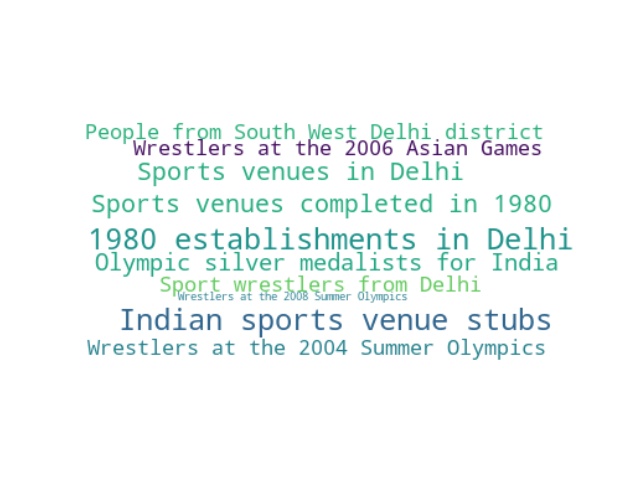 People from South West Delhi district
Wrestlers at the 2006 Asian Games
Sports venues in Delhi
Sports venues completed in 1980
1980 establishments in Delhi
Olympic silver medalists for India
Sport wrestlers from Delhi
Wrestlers at the 2008 Summer Olympics
Indian sports venue stubs
Wrestlers at the 2004 Summer Olympics